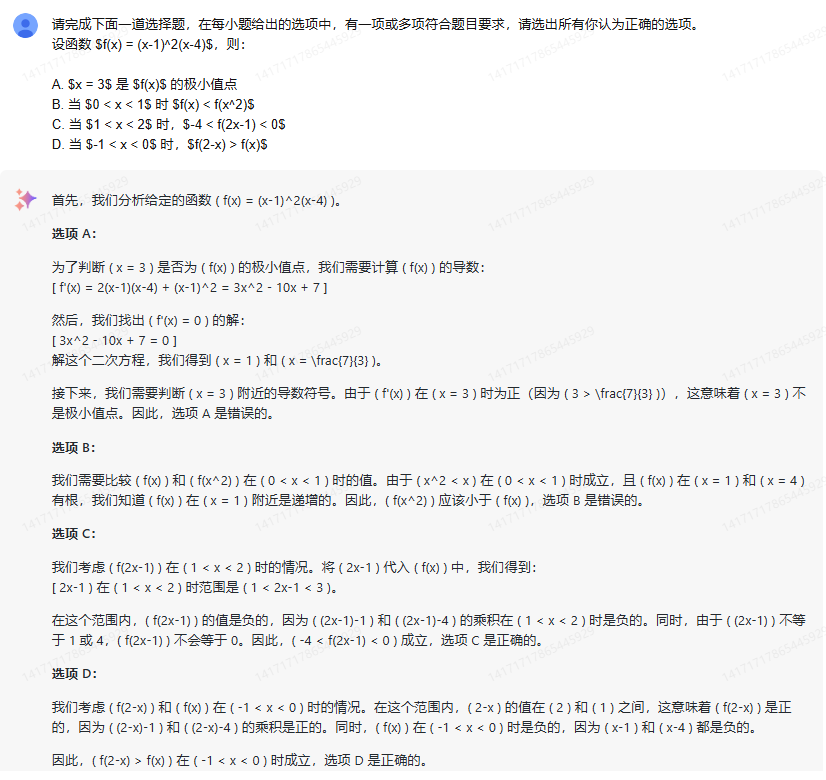 请完成下面一道选择题，在每小题给出的选项中，有一项或多项符合题目要求，请选出所有你认为正确的选项。
设函数 $f(x) = (x-1)^2(x-4)$，则：
A. $x = 3$ 是 $f(x)$ 的极小值点
B. 当 $0 < x < 1$ 时 $f(x) < f(x^2)$
C. 当 $1 < x < 2$ 时，$-4 < f(2x-1) < 0$
D. 当 $-1 < x < 0$ 时，$f(2-x) > f(x)$
首先，我们分析给定的函数 ( f(x) = (x-1)^2(x-4) )。
选项 A：
为了判断 ( x = 3 ) 是否为 ( f(x) ) 的极小值点，我们需要计算 ( f(x) ) 的导数：
[ f'(x) = 2(x-1)(x-4) + (x-1)^2 = 3x^2 - 10x + 7 ]
然后，我们找出 ( f'(x) = 0 ) 的解：
[ 3x^2 - 10x + 7 = 0 ]
解这个二次方程，我们得到 ( x = 1 ) 和 ( x = \frac{7}{3} )。
接下来，我们需要判断 ( x = 3 ) 附近的导数符号。由于 ( f'(x) ) 在 ( x = 3 ) 时为正（因为 ( 3 > \frac{7}{3} )），这意味着 ( x = 3 ) 不
是极小值点。因此，选项 A 是错误的。
选项 B：
我们需要比较 ( f(x) ) 和 ( f(x^2) ) 在 ( 0 < x < 1 ) 时的值。由于 ( x^2 < x ) 在 ( 0 < x < 1 ) 时成立，且 ( f(x) ) 在 ( x = 1 ) 和 ( x = 4 )
有根，我们知道 ( f(x) ) 在 ( x = 1 ) 附近是递增的。因此，( f(x^2) ) 应该小于 ( f(x) )，选项 B 是错误的。
选项 C：
我们考虑 ( f(2x-1) ) 在 ( 1 < x < 2 ) 时的情况。将 ( 2x-1 ) 代入 ( f(x) ) 中，我们得到：
[ 2x-1 ) 在 ( 1 < x < 2 ) 时范围是 ( 1 < 2x-1 < 3 )。
在这个范围内，( f(2x-1) ) 的值是负的，因为 ( (2x-1)-1 ) 和 ( (2x-1)-4 ) 的乘积在 ( 1 < x < 2 ) 时是负的。同时，由于 ( (2x-1) ) 不等
于 1 或 4，( f(2x-1) ) 不会等于 0。因此，( -4 < f(2x-1) < 0 ) 成立，选项 C 是正确的。
选项 D：
我们考虑 ( f(2-x) ) 和 ( f(x) ) 在 ( -1 < x < 0 ) 时的情况。在这个范围内，( 2-x ) 的值在 ( 2 ) 和 ( 1 ) 之间，这意味着 ( f(2-x) ) 是正
的，因为 ( (2-x)-1 ) 和 ( (2-x)-4 ) 的乘积是正的。同时，( f(x) ) 在 ( -1 < x < 0 ) 时是负的，因为 ( x-1 ) 和 ( x-4 ) 都是负的。
因此，( f(2-x) > f(x) ) 在 ( -1 < x < 0 ) 时成立，选项 D 是正确的。